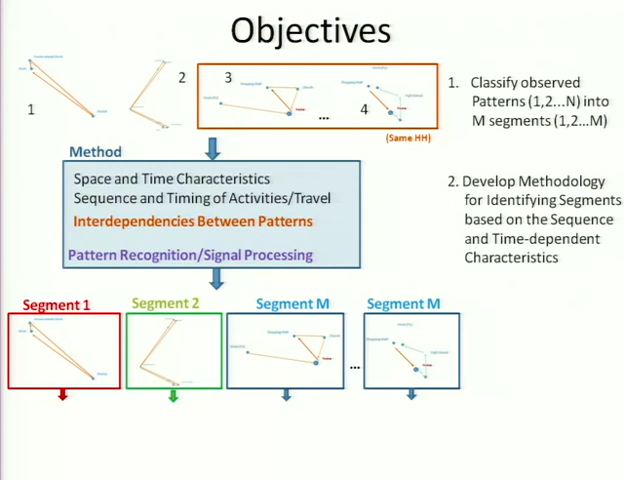 Objectives
1
2
3
4
...
(Same HH)
1. Classify observed
Patterns (1,2...N) into
M segments (1,2...M)
Method
Space and Time Characteristics
Sequence and Timing of Activities/Travel
Interdependencies Between Patterns
Pattern Recognition/Signal Processing
2. Develop Methodology
for Identifying Segments
based on the Sequence
and Time-dependent
Characteristics
Segment 1
Segment 2
Segment M
Segment M
...